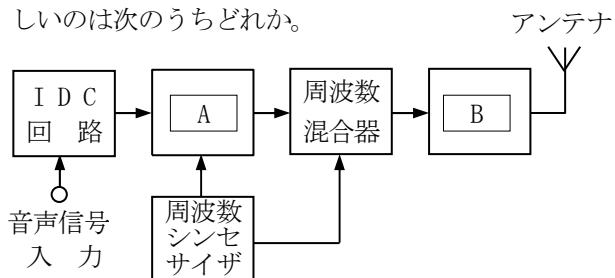 しいのは次のうちどれか。
アンテナ
ＩＤＣ
回　路
A
周波数
混合器
B
音声信号
入　力
周波数
シンセ
サイザ